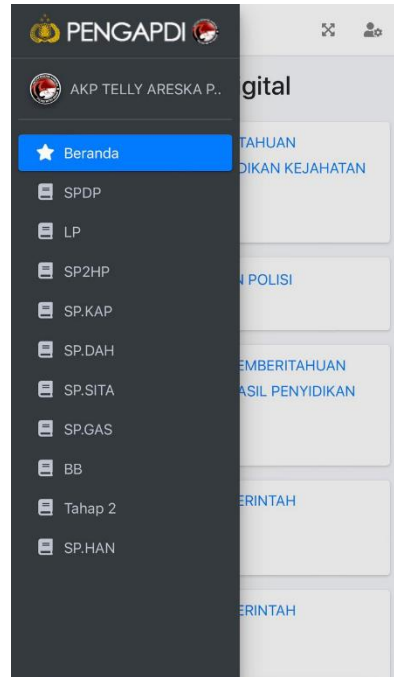 PENGAPDI
AKP TELLY ARESKA P..
gital
Beranda
TAHUAN
DIKAN KEJAHATAN
SPDP
LP
SP2HP
N POLISI
SP.KAP
SP.DAH
EMBERITAHUAN
SP.SITA
ASIL PENYIDIKAN
SP.GAS
BB
Tahap 2
ERINTAH
SP.HAN
ERINTAH